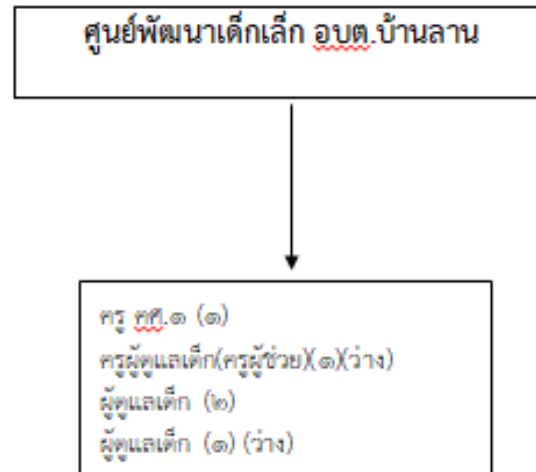 ศูนย์พัฒนาเด็กเล็ก อบต.บ้านลาน
ครู คศ.๑ (๑)
ครูผู้ดูแลเด็ก(ครูผู้ช่วย)(๑)(ว่าง)
ผู้ดูแลเด็ก (๒)
ผู้ดูแลเด็ก (๑) (ว่าง)